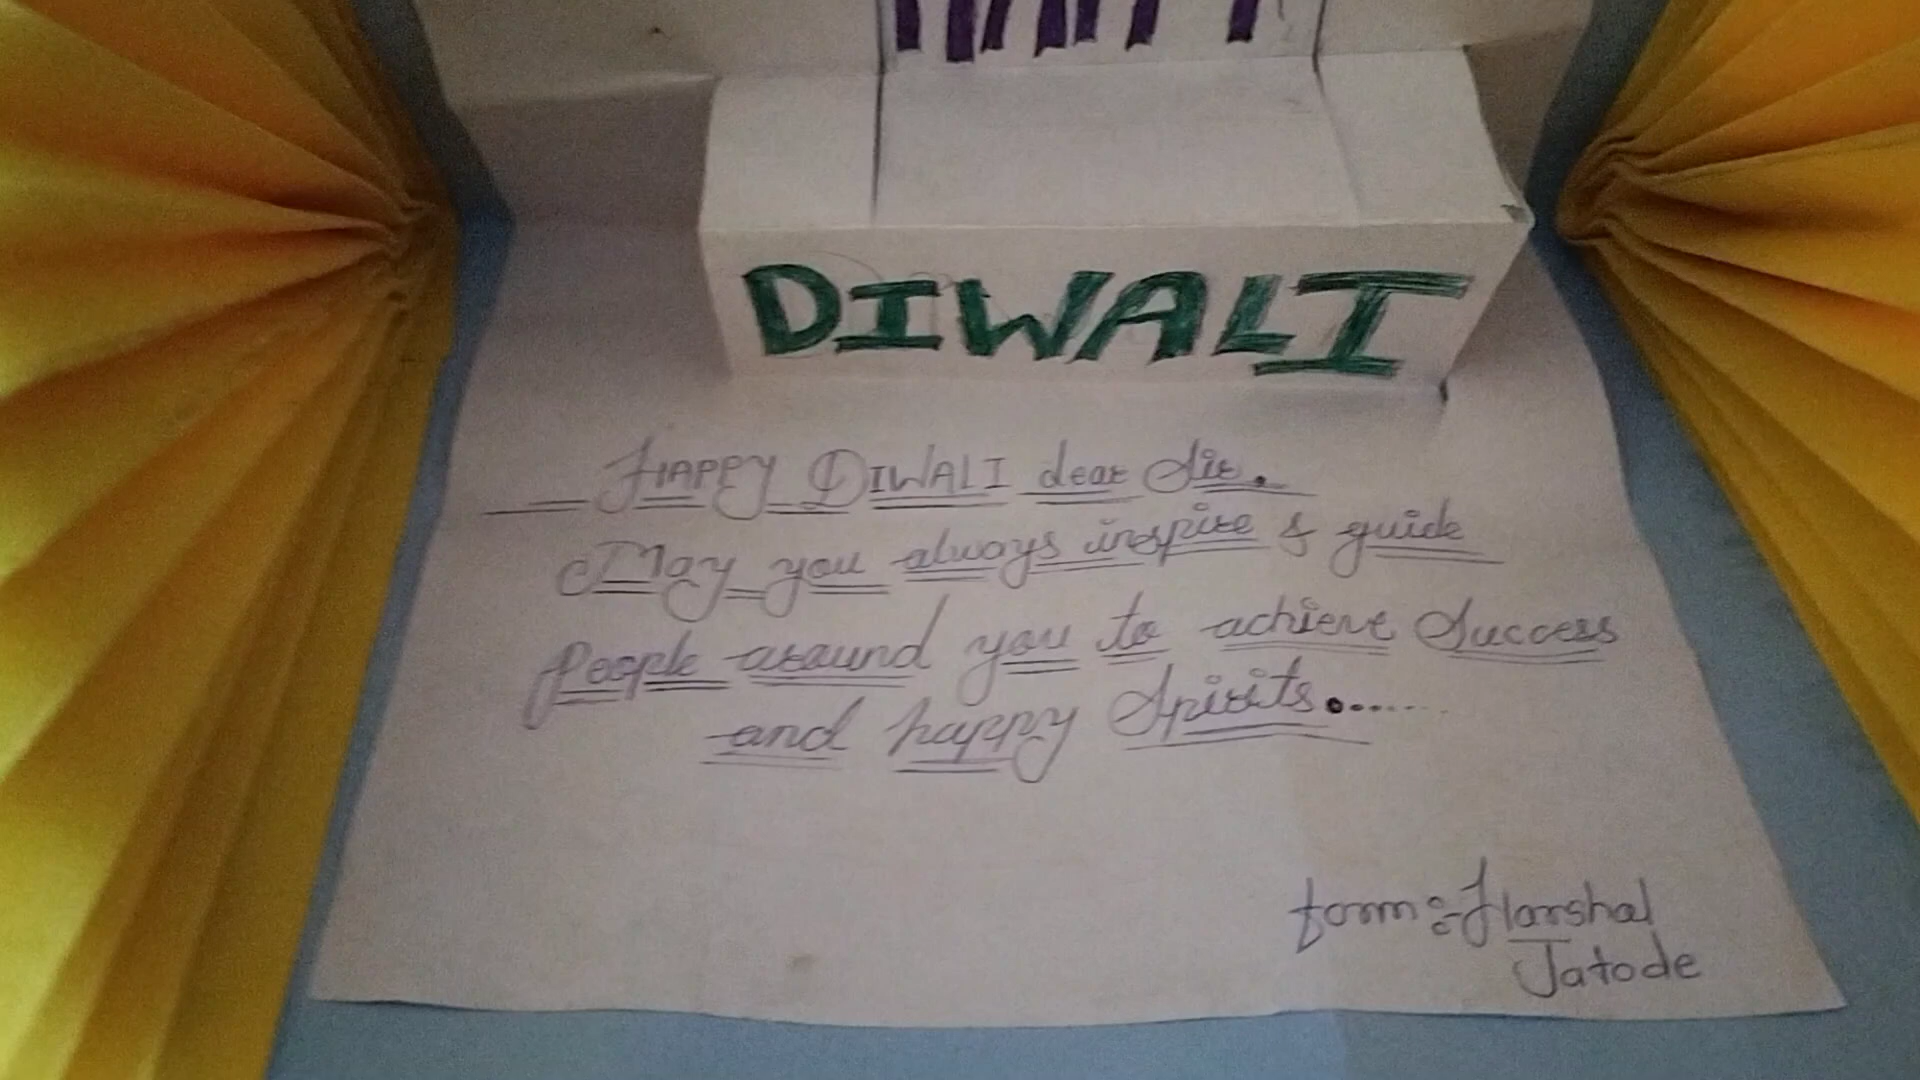 DIWALI
HAPPY DIWALI dear Sir.
May you always inspire & guide
People around you to achieve Success
and happy Spirits........
form:- Harshal
Jatode